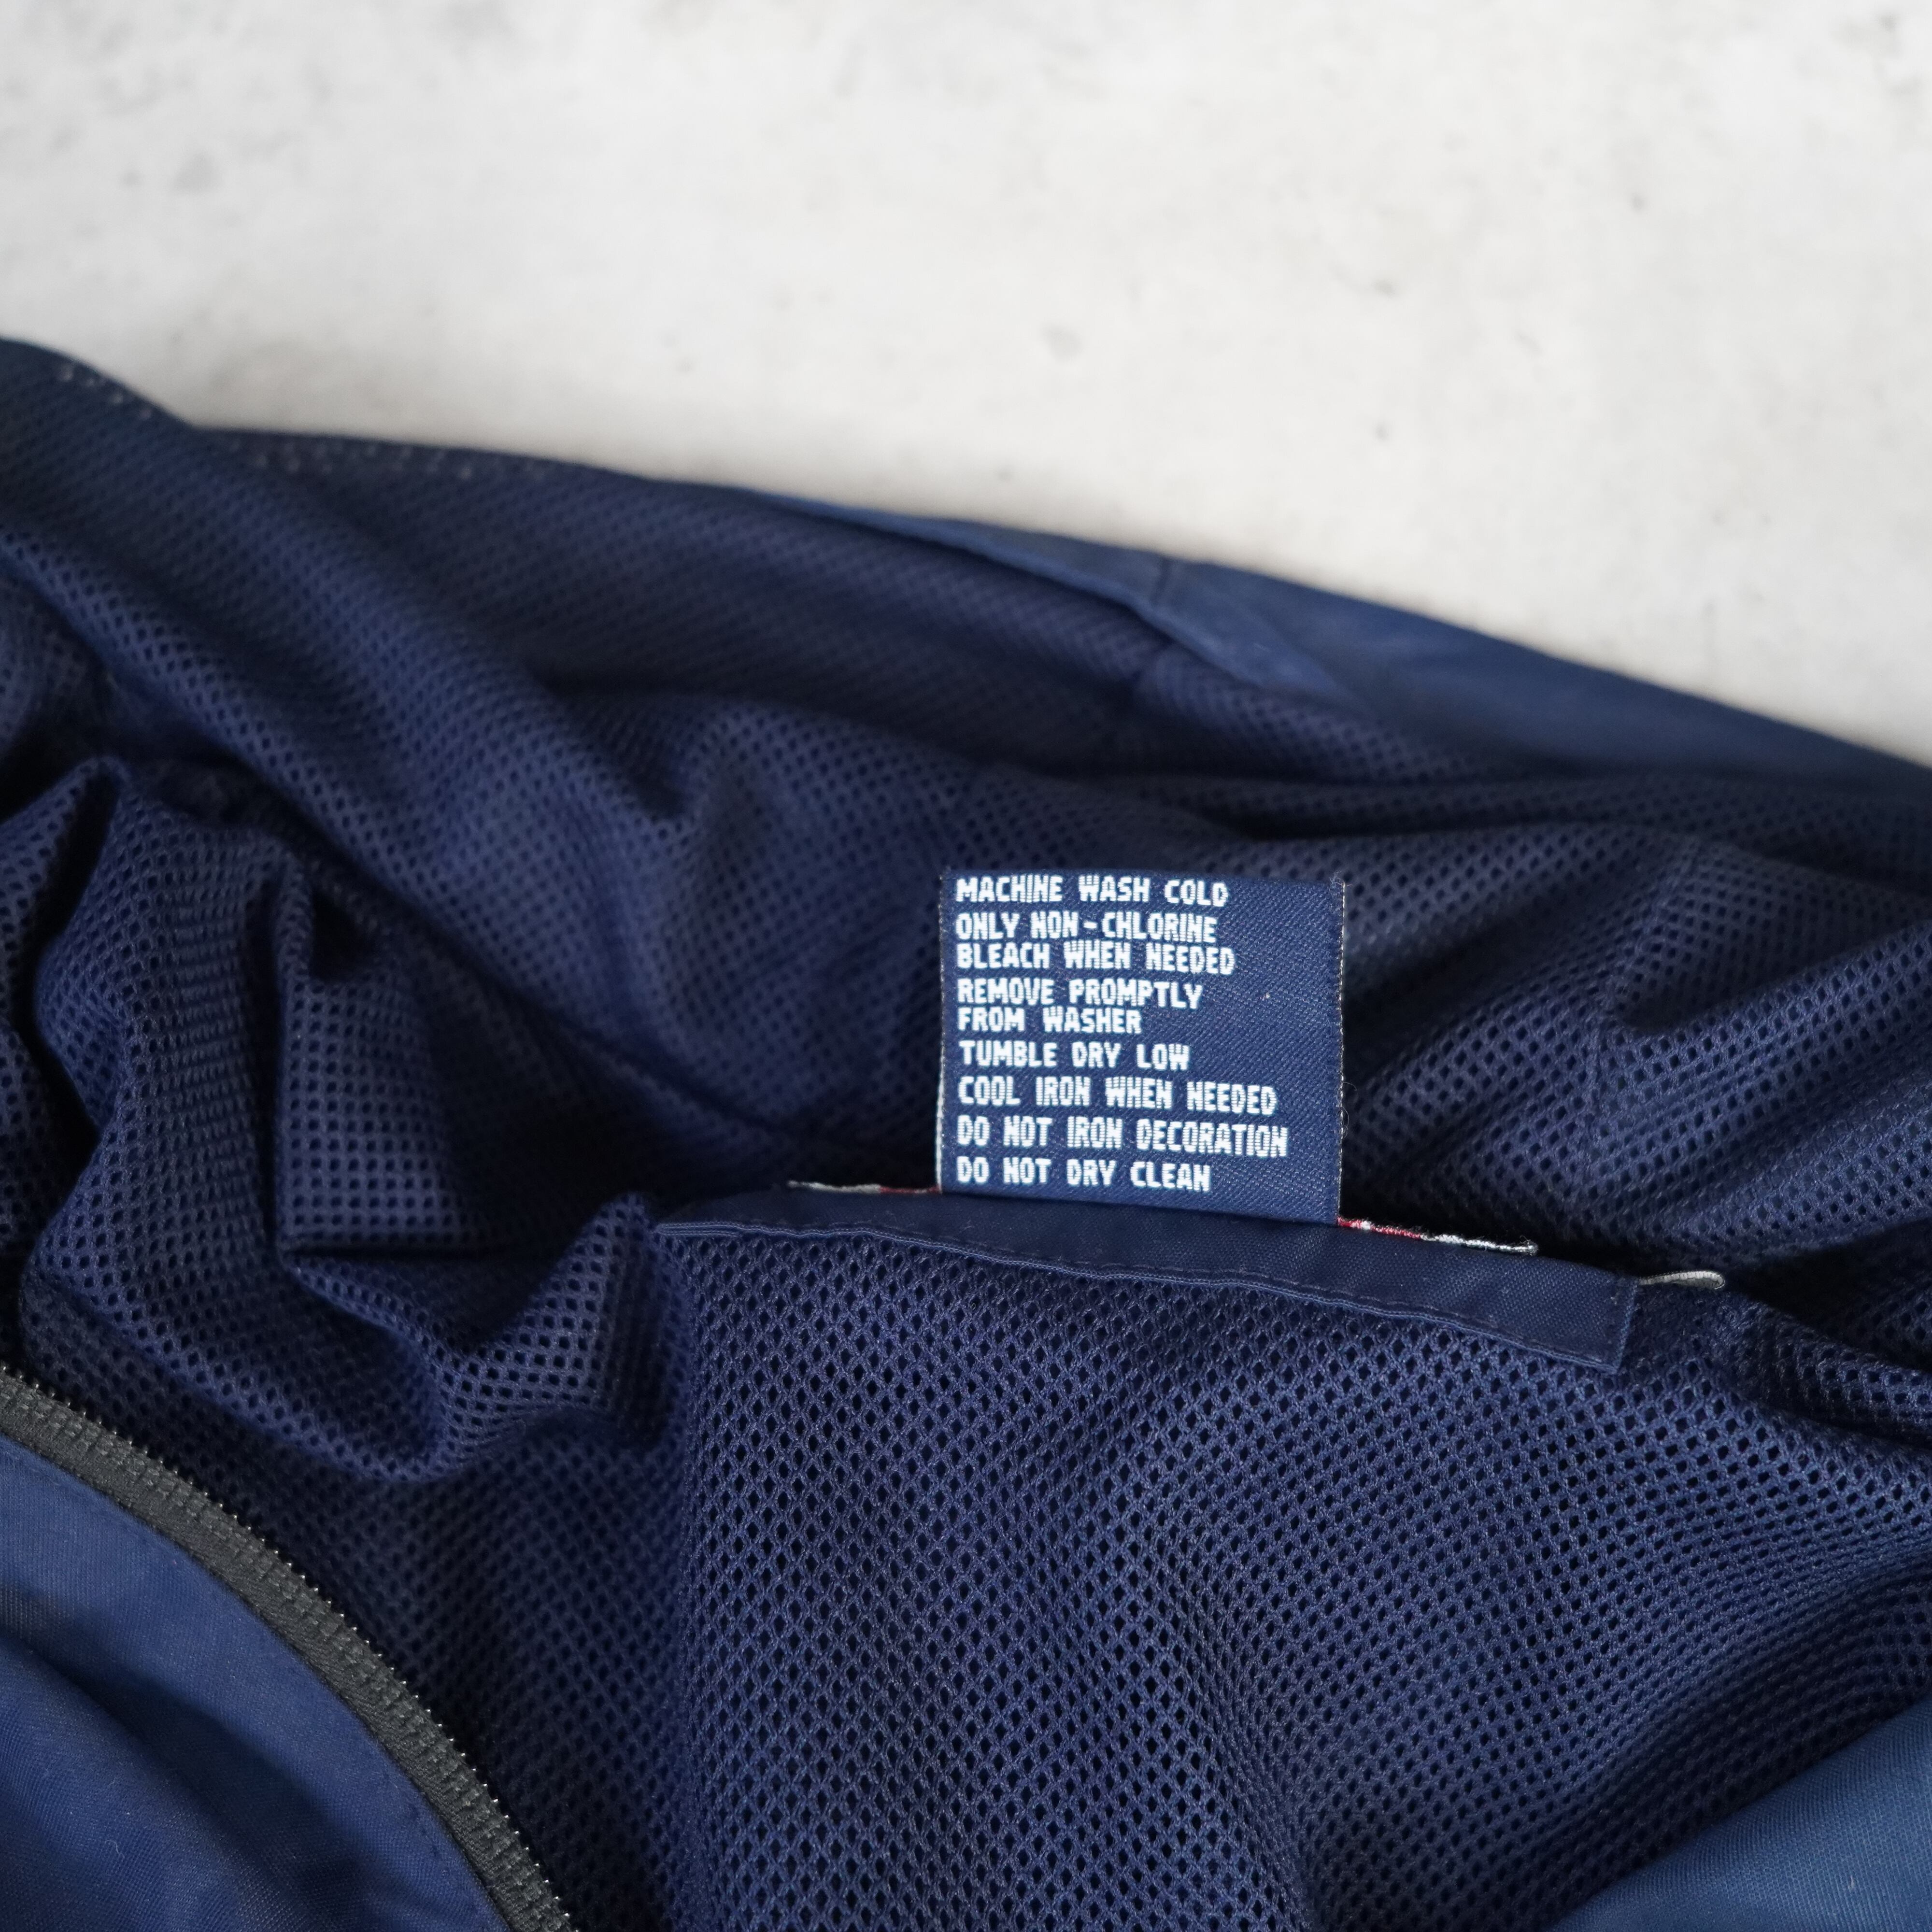 MACHINE WASH COLD
ONLY NON-CHLORINE
BLEACH WHEN NEEDED
REMOVE PROMPTLY
FROM WASHER
TUMBLE DRY LOW
COOL IRON WHEN NEEDED
DO NOT IRON DECORATION
DO NOT DRY CLEAN